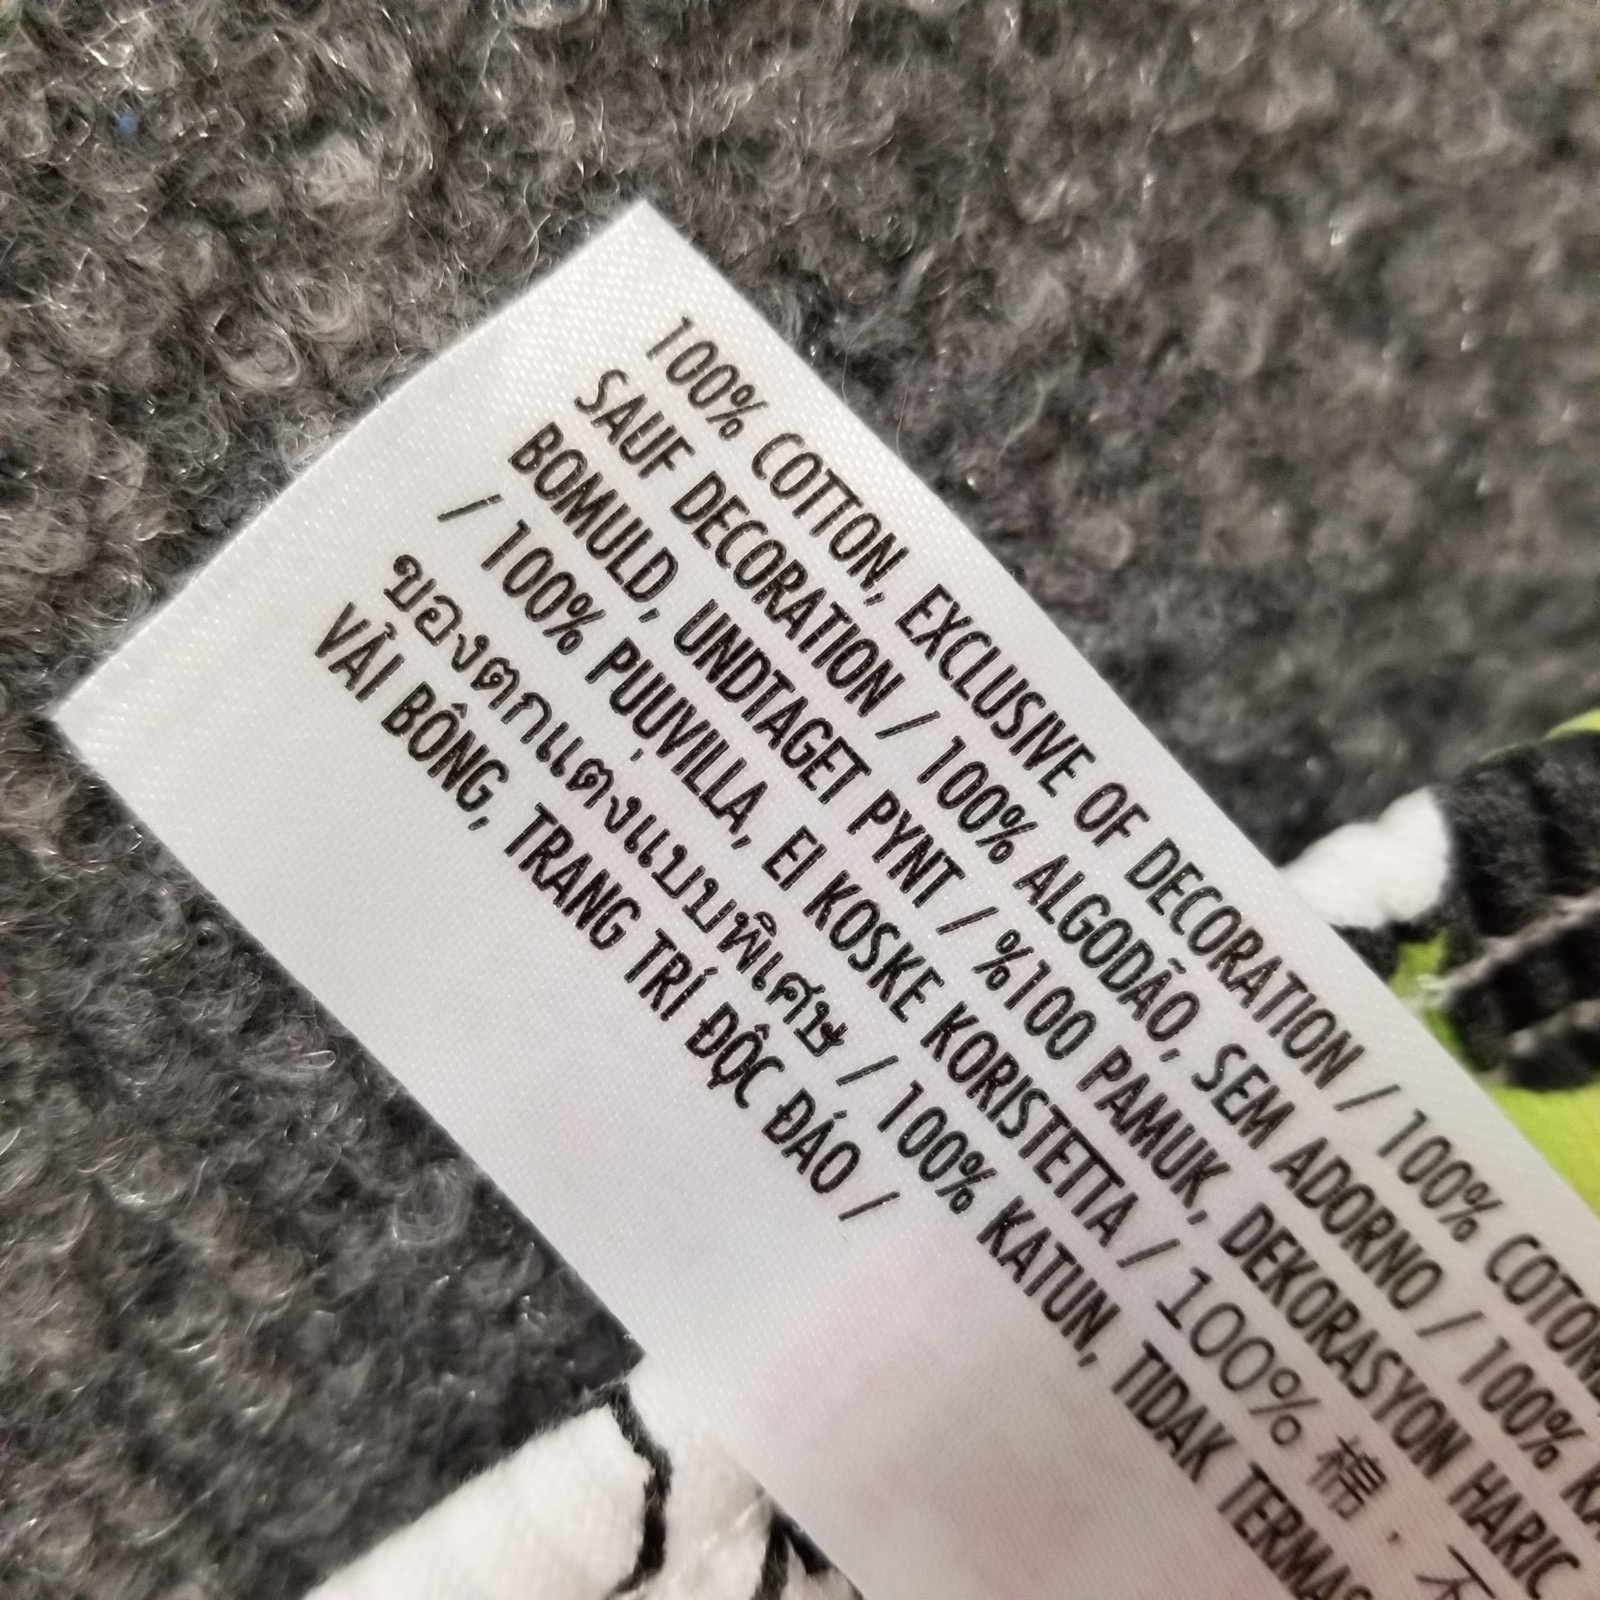 100% COTTON, EXCLUSIVE OF DECORATION / 100% COTON,
SAUF DECORATION / 100% ALGODÃO, SEM ADORNO / 100%
BOMULD, UNDTAGET PYNT / %100 PAMUK, DEKORASYON HARIC
/ 100% PUUVILLA, EI KOSKE KORISTETTA / 100% 棉，不
ของตกแต่งแบบพิเศษ / 100% KATUN, TIDAK
VẢI BÔNG, TRANG TRÍ ĐỘC ĐÁO /